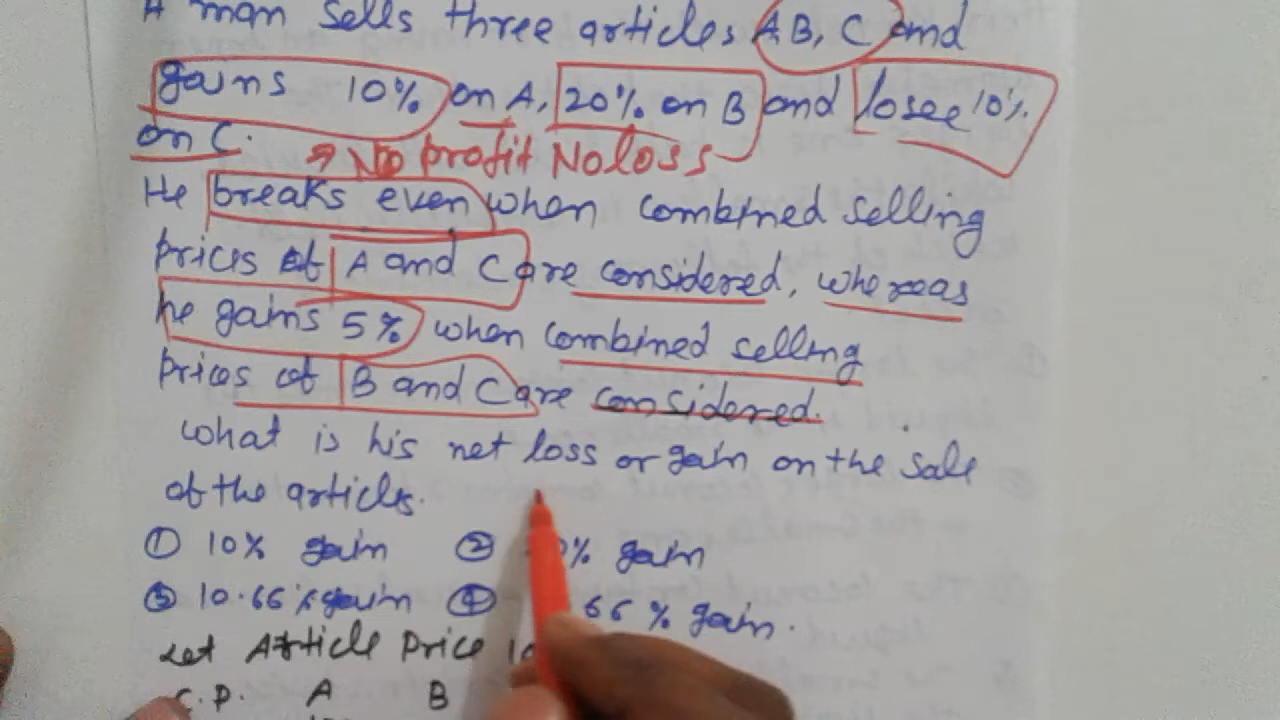 A man sells three articles A B, C and
gains 10% on A, 20% on B and losee 10%
on C.
→ No profit No loss
He breaks even when combined selling
prices of A and C are considered, whereas
he gains 5% when combined selling
prices of B and C are considered.
what is his net loss or gain on the sale
of the articles.
① 10% gain ② % gain
③ 10.66% gain ④ 66% gain.
Let Article Price
C.P. A B